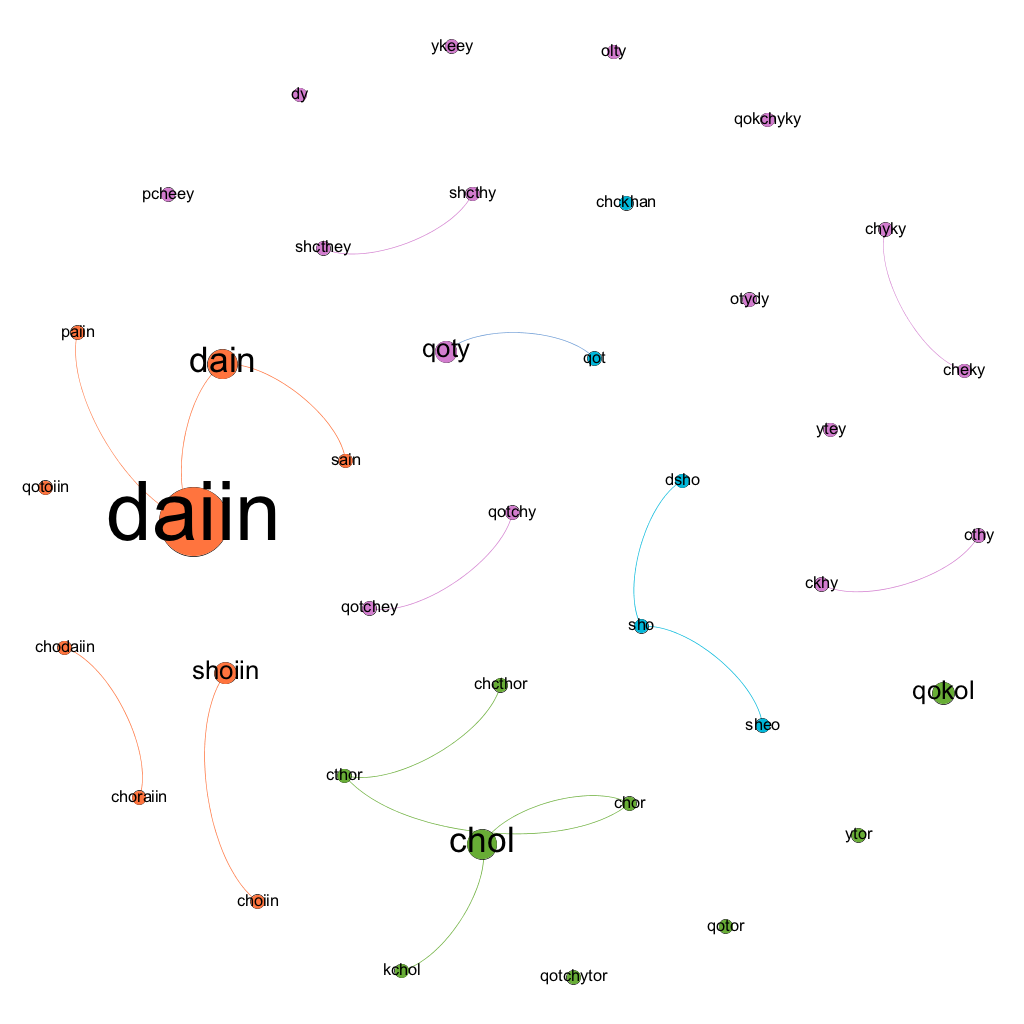 ykeey
olty
dy
qokchyky
pcheey
shcthy
chokhan
chyky
shcthey
otydy
paiin
dain
qoty
qot
cheky
ytey
sain
dsho
qotoiin
daiin
qotchy
cthy
ckhy
qotchey
sho
chodaiin
shoiin
chcthor
qokol
sheo
cthor
choraiin
chor
chol
ytor
choiin
qotor
kchol
qotchytor